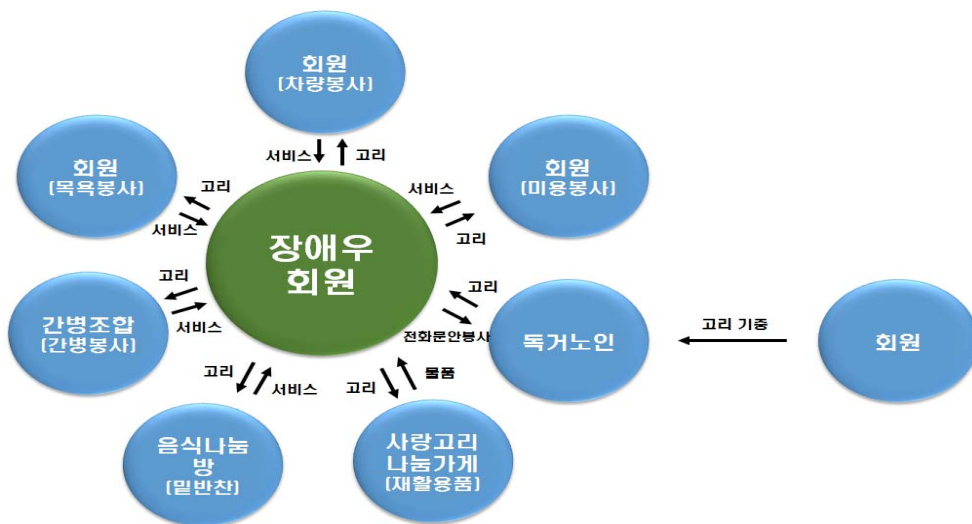 회원
(차량봉사)
서비스
고리
회원
(목욕봉사)
고리
서비스
회원
(미용봉사)
서비스
고리
장애우
회원
간병조합
(간병봉사)
고리
서비스
고리
전화문안봉사
독거노인
고리 기중
회원
고리
서비스
고리
물품
음식나눔
방
(밑반찬)
사랑고리
나눔가게
(재활용품)